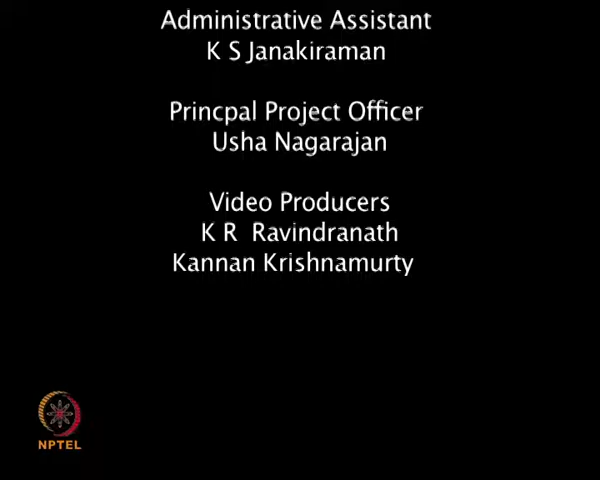 Administrative Assistant
K S Janakiraman
Princpal Project Officer
Usha Nagarajan
Video Producers
K R Ravindranath
Kannan Krishnamurty
NPTEL